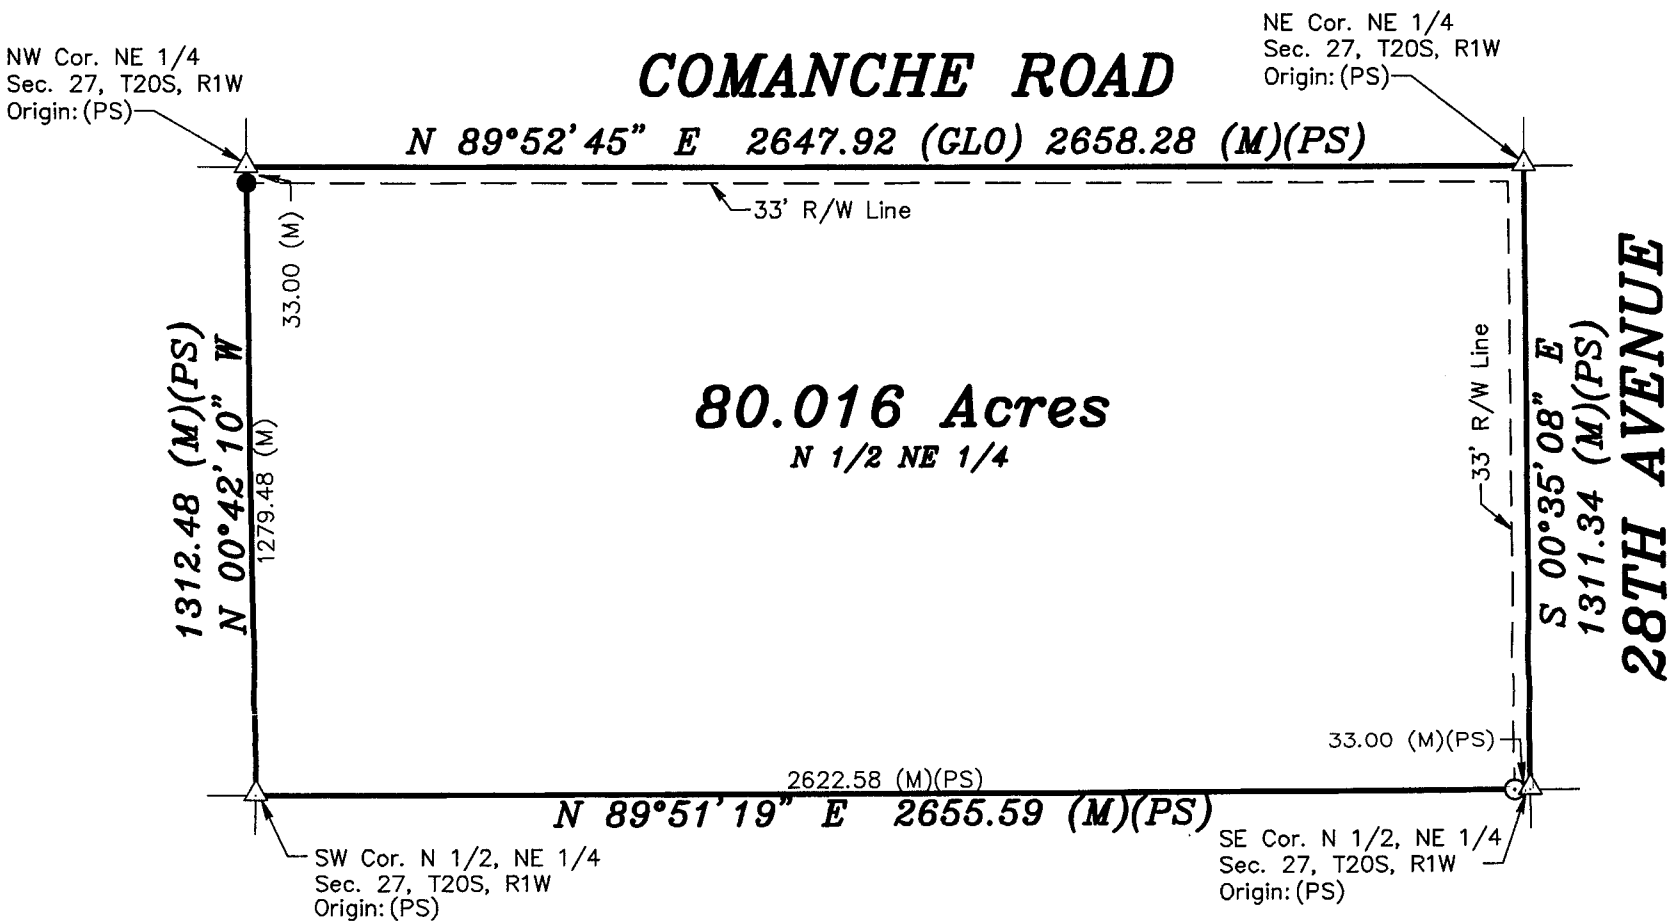 NW Cor. NE 1/4
Sec. 27, T20S, R1W
Origin: (PS)
COMANCHE ROAD
NE Cor. NE 1/4
Sec. 27, T20S, R1W
Origin: (PS)
N 89°52'45" E 2647.92 (GLO) 2658.28 (M)(PS)
33' R/W Line
33.00 (M)
1312.48 (M)(PS)
N 00°42'10" W
1279.48 (M)
80.016 Acres
N 1/2 NE 1/4
33' R/W Line
S 00°35'08" E
1311.34 (M)(PS)
28TH AVENUE
33.00 (M)(PS)
2622.58 (M)(PS)
N 89°51'19" E 2655.59 (M)(PS)
SW Cor. N 1/2, NE 1/4
Sec. 27, T20S, R1W
Origin: (PS)
SE Cor. N 1/2, NE 1/4
Sec. 27, T20S, R1W
Origin: (PS)